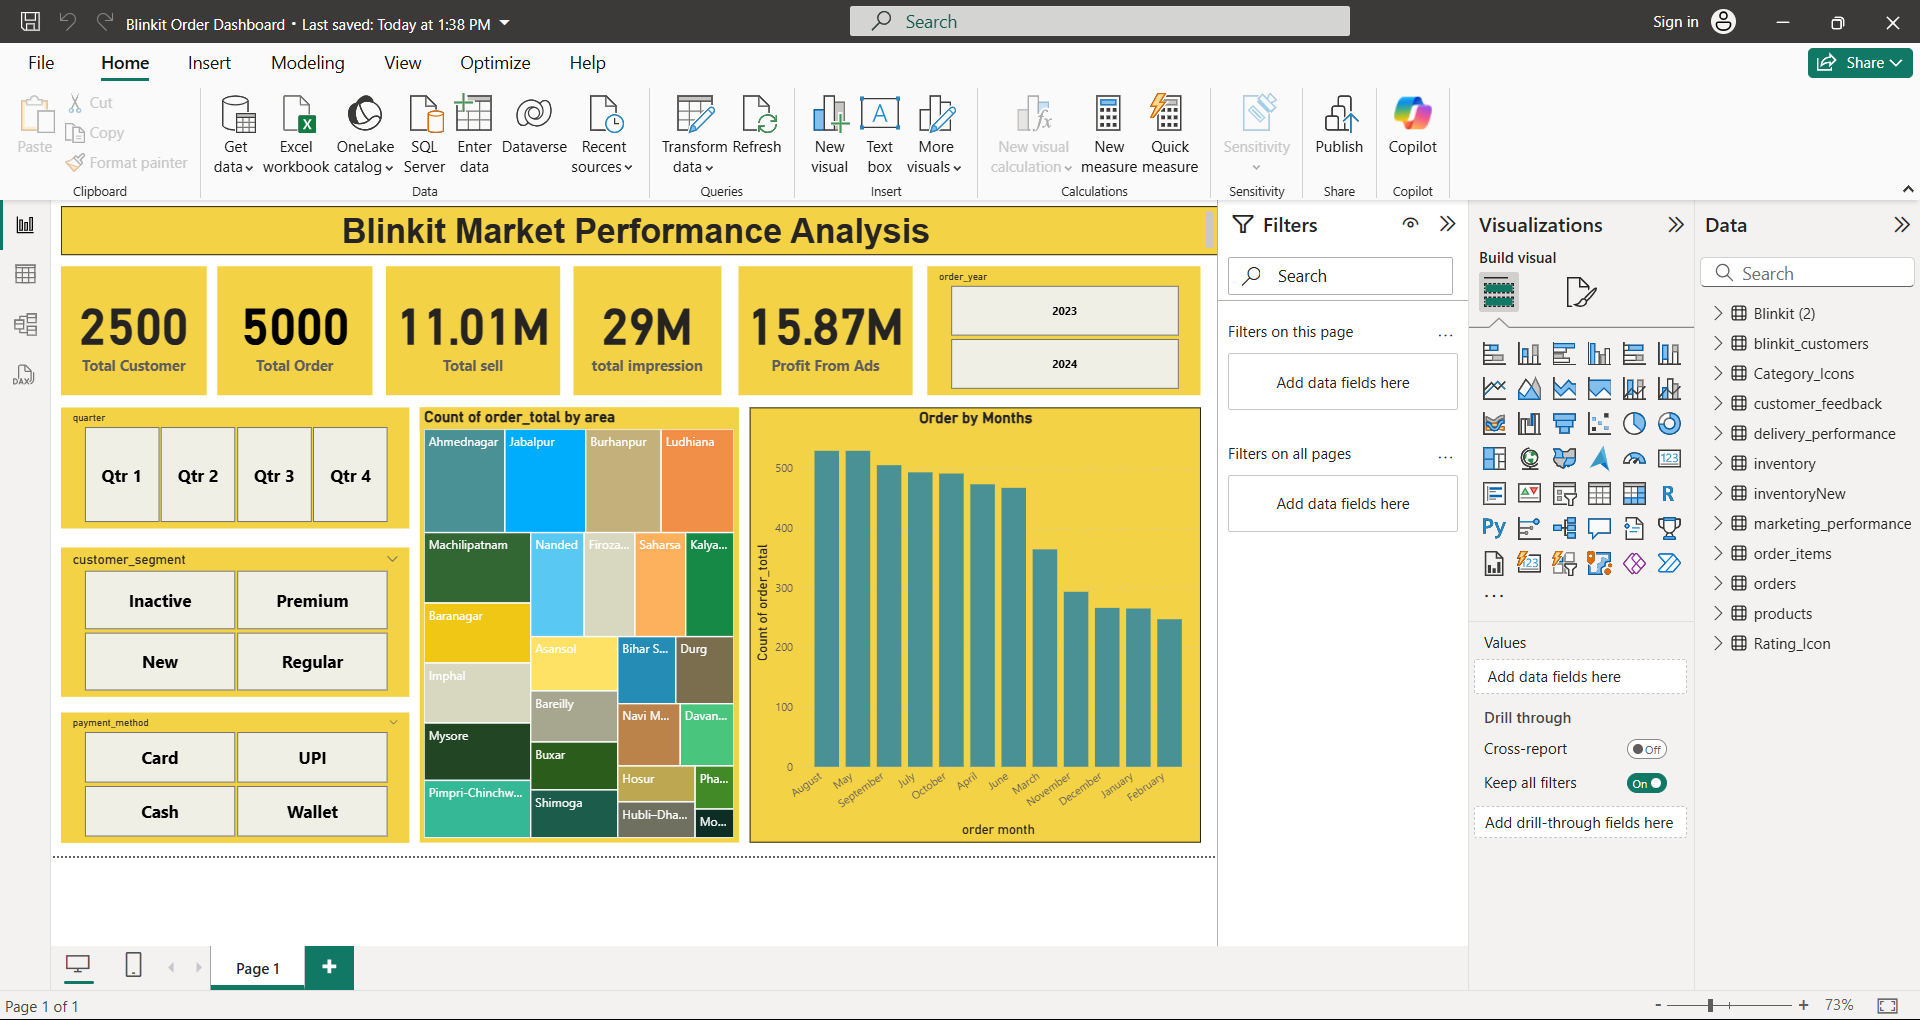 Blinkit Order Dashboard • Last saved: Today at 1:38 PM
Search
Sign in
File Home Insert Modeling View Optimize Help
Share
Paste
Cut
Copy
Format painter
Clipboard
Get data
Excel workbook
OneLake catalog
SQL Server
Enter data
Dataverse
Recent sources
Data
Transform data
Refresh
Queries
New visual
Text box
More visuals
Insert
New visual calculation
New measure
Quick measure
Calculations
Sensitivity
Sensitivity
Publish
Share
Copilot
Copilot
Blinkit Market Performance Analysis
2500
Total Customer
5000
Total Order
11.01M
Total sell
29M
total impression
15.87M
Profit From Ads
order_year
2023
2024
quarter
Qtr 1 Qtr 2 Qtr 3 Qtr 4
customer_segment
Inactive Premium
New Regular
payment_method
Card UPI
Cash Wallet
Count of order_total by area
Ahmednagar
Jabalpur
Burhanpur
Ludhiana
Machilipatnam
Nanded
Firoza...
Saharsa
Kalya...
Baranagar
Imphal
Mysore
Pimpri-Chinchw...
Asansol
Bihar S...
Durg
Bareilly
Navi M...
Davan...
Buxar
Hosur
Pha...
Shimoga
Hubli–Dha...
Mo...
Order by Months
Count of order_total
500
400
300
200
100
0
August May September July October April June March November December January February
order month
Filters
Search
Filters on this page
...
Add data fields here
Filters on all pages
...
Add data fields here
Visualizations
Build visual
123
R
Py
123
...
Values
Add data fields here
Drill through
Cross-report
Off
Keep all filters
On
Add drill-through fields here
Data
Search
Blinkit (2)
blinkit_customers
Category_Icons
customer_feedback
delivery_performance
inventory
inventoryNew
marketing_performance
order_items
orders
products
Rating_Icon
Page 1
+
Page 1 of 1
- + 73%